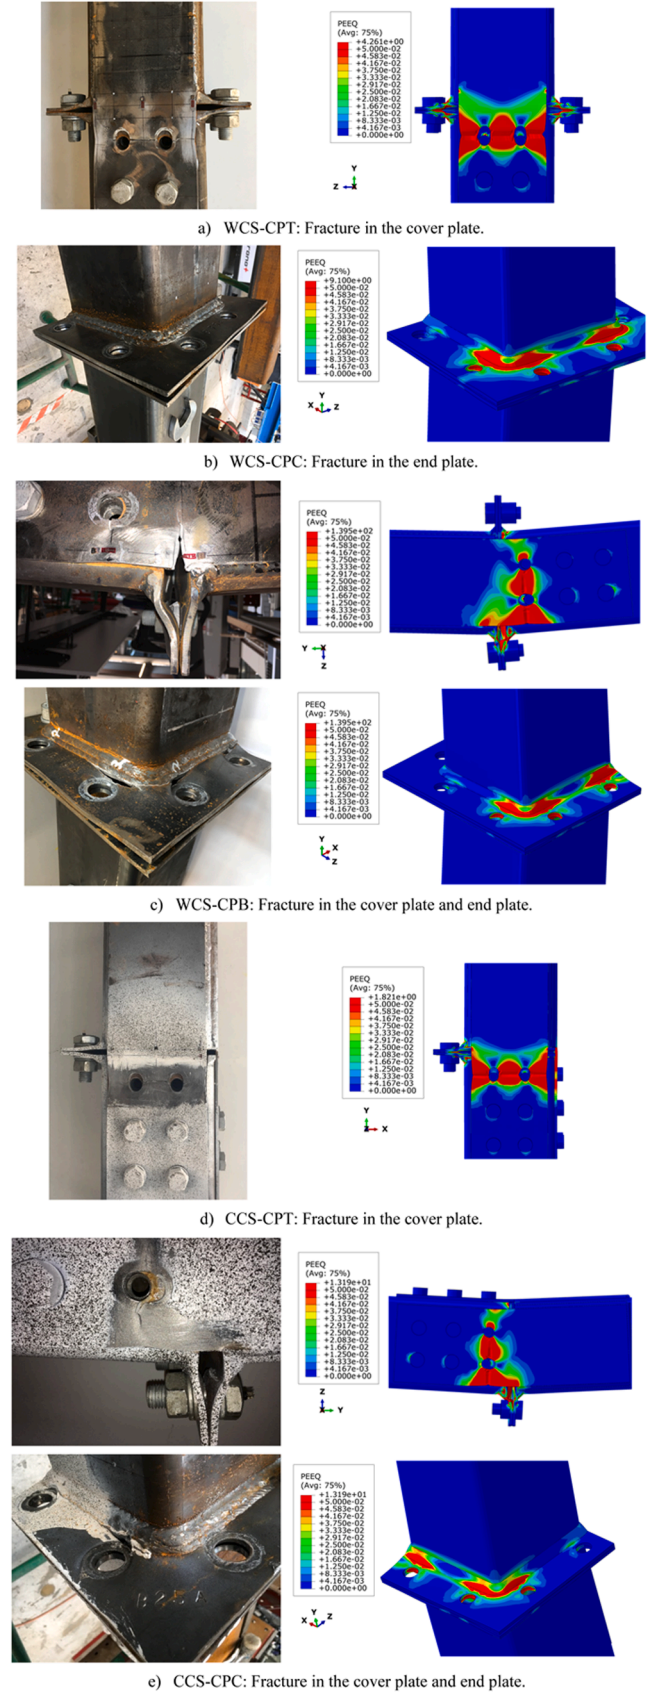 PEEQ
(Avg: 75%)
+4.261e+00
+5.000e-02
+4.583e-02
+4.167e-02
+3.750e-02
+3.333e-02
+2.917e-02
+2.500e-02
+2.083e-02
+1.667e-02
+1.250e-02
+8.333e-03
+4.167e-03
+0.000e+00
Y
Z X
a) WCS-CPT: Fracture in the cover plate.
PEEQ
(Avg: 75%)
+9.100e+00
+5.000e-02
+4.583e-02
+4.167e-02
+3.750e-02
+3.333e-02
+2.917e-02
+2.500e-02
+2.083e-02
+1.667e-02
+1.250e-02
+8.333e-03
+4.167e-03
+0.000e+00
Y
X Z
b) WCS-CPC: Fracture in the end plate.
PEEQ
(Avg: 75%)
+1.395e+02
+5.000e-02
+4.583e-02
+4.167e-02
+3.750e-02
+3.333e-02
+2.917e-02
+2.500e-02
+2.083e-02
+1.667e-02
+1.250e-02
+8.333e-03
+4.167e-03
+0.000e+00
Y X
Z
PEEQ
(Avg: 75%)
+1.395e+02
+5.000e-02
+4.583e-02
+4.167e-02
+3.750e-02
+3.333e-02
+2.917e-02
+2.500e-02
+2.083e-02
+1.667e-02
+1.250e-02
+8.333e-03
+4.167e-03
+0.000e+00
Y
X
Z
c) WCS-CPB: Fracture in the cover plate and end plate.
PEEQ
(Avg: 75%)
+1.821e+00
+5.000e-02
+4.583e-02
+4.167e-02
+3.750e-02
+3.333e-02
+2.917e-02
+2.500e-02
+2.083e-02
+1.667e-02
+1.250e-02
+8.333e-03
+4.167e-03
+0.000e+00
Y
Z X
d) CCS-CPT: Fracture in the cover plate.
PEEQ
(Avg: 75%)
+1.319e+01
+5.000e-02
+4.583e-02
+4.167e-02
+3.750e-02
+3.333e-02
+2.917e-02
+2.500e-02
+2.083e-02
+1.667e-02
+1.250e-02
+8.333e-03
+4.167e-03
+0.000e+00
Z
X Y
PEEQ
(Avg: 75%)
+1.319e+01
+5.000e-02
+4.583e-02
+4.167e-02
+3.750e-02
+3.333e-02
+2.917e-02
+2.500e-02
+2.083e-02
+1.667e-02
+1.250e-02
+8.333e-03
+4.167e-03
+0.000e+00
Y
X Z
e) CCS-CPC: Fracture in the cover plate and end plate.